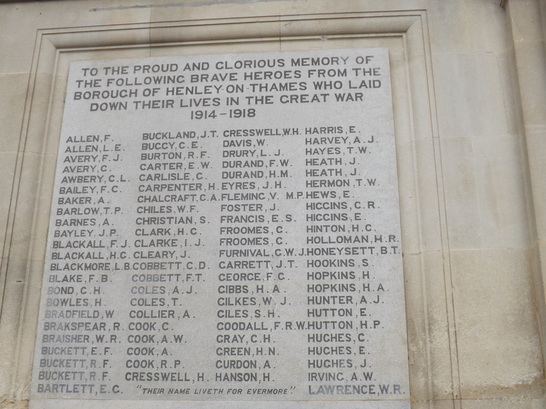 TO THE PROUD AND GLORIOUS MEMORY OF
THE FOLLOWING BRAVE HEROES FROM THE
BOROUGH OF HENLEY-ON-THAMES WHO LAID
DOWN THEIR LIVES IN THE GREAT WAR
1914-1918
ALLEN, F. BUCKLAND, J.T. CRESSWELL, W.H. HARRIS, E.
ALLEN, L.E. BUCCY, C.E. DAVIS, W. HARVEY, A.J.
AVERY, F.J. BURTON, R.F. DRURY, L.J. HAYES, T.W.
AVERY, C. CARTER, E.W. DURAND, F.W. HEATH, J.
AWBERY, C.L. CARLISLE, C. DURAND, H.M. HEATH, J.
BAILEY, F.C. CARPENTER, H. EYRES, J.H. HERMON, T.W.
BAKER, A. CHALCRAFT, C.A. FLEMING, V. M.P. HEWS, E.
BARLOW, T.P. CHILES, W.F. FOSTER, J. HIGGINS, C.R.
BARNES, A. CHRISTIAN, S. FRANCIS, E.S. HIGGINS, E.
BAYLEY, J.P. CLARK, H.C. FROOMES, C. HINTON, H.C.
BLACKALL, F.J. CLARKE, I.J. FROOMES, C. HOLLOMAN, H.R.
BLACKALL, H.C. CLEARY, J. FURNIVAL, C.W.J. HONEYSETT, B.T.
BLACKMORE, L.B. COBBETT, C.D. GARRETT, J.T. HOOKINS, S.
BLAKE, F.B. COBBETT, F.T. GEORGE, F.C. HOPKINS, H.
BOND, C.H. COLES, A.J. GIBBS, H.A. HOPKINS, H.A.
BOWLES, H. COLES, T. GILKES, W.J. HUNTER, A.J.
BRADFIELD, W. COLLIER, A. GILES, S.H. HUTTON, E.
BRAKSPEAR, R. COOK, C. GOODALL, F.R.W. HUTTON, H.P.
BRAISHER, W.R. COOK, A.W. GRAY, C.H. HUGHES, C.
BUCKETT, E.F. COOK, A. GREEN, H.N. HUGHES, E.
BUCKETT, R.F. COOK, R.P. GURDON, A. HUGHES, J.
BUCKETT, R.F. CRESSWELL, H. HANSON, H. IRVING, A.W.
BARTLETT, E.C. "THEIR NAME LIVETH FOR EVERMORE" LAWRENCE, W.R.